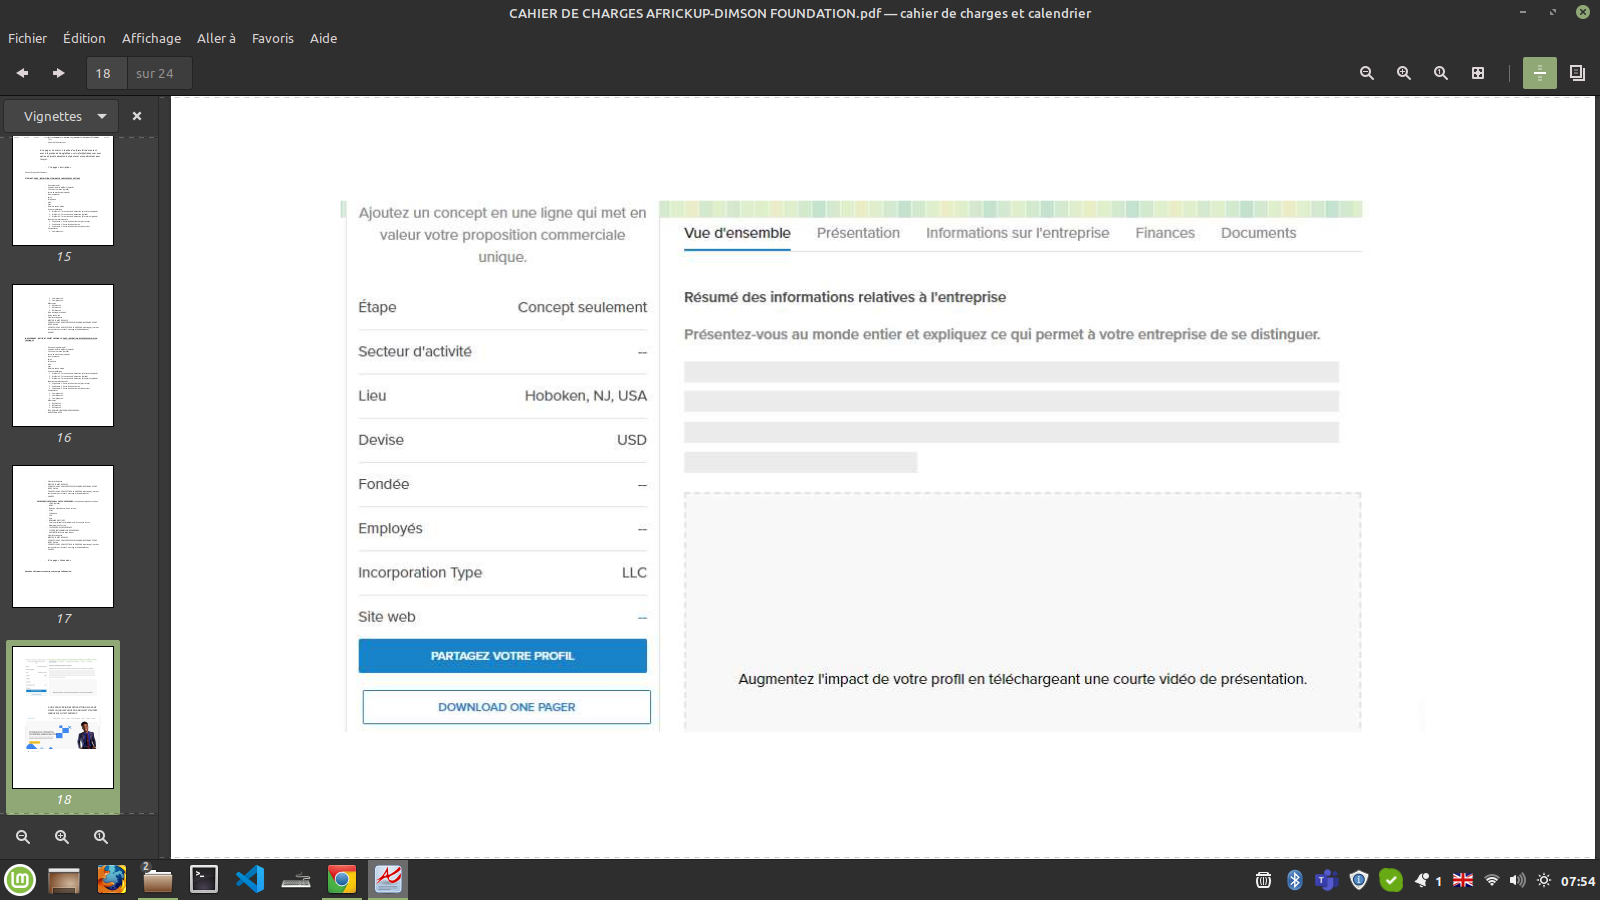 CAHIER DE CHARGES AFRICKUP-DIMSON FOUNDATION.pdf — cahier de charges et calendrier
Fichier Édition Affichage Aller à Favoris Aide
18 sur 24
Vignettes
15
16
17
18
Ajoutez un concept en une ligne qui met en
valeur votre proposition commerciale
unique.
Étape Concept seulement
Secteur d'activité --
Lieu Hoboken, NJ, USA
Devise USD
Fondée --
Employés --
Incorporation Type LLC
Site web --
PARTAGEZ VOTRE PROFIL
DOWNLOAD ONE PAGER
Vue d'ensemble Présentation Informations sur l'entreprise Finances Documents
Résumé des informations relatives à l'entreprise
Présentez-vous au monde entier et expliquez ce qui permet à votre entreprise de se distinguer.
Augmentez l'impact de votre profil en téléchargeant une courte vidéo de présentation.
2
1
07:54